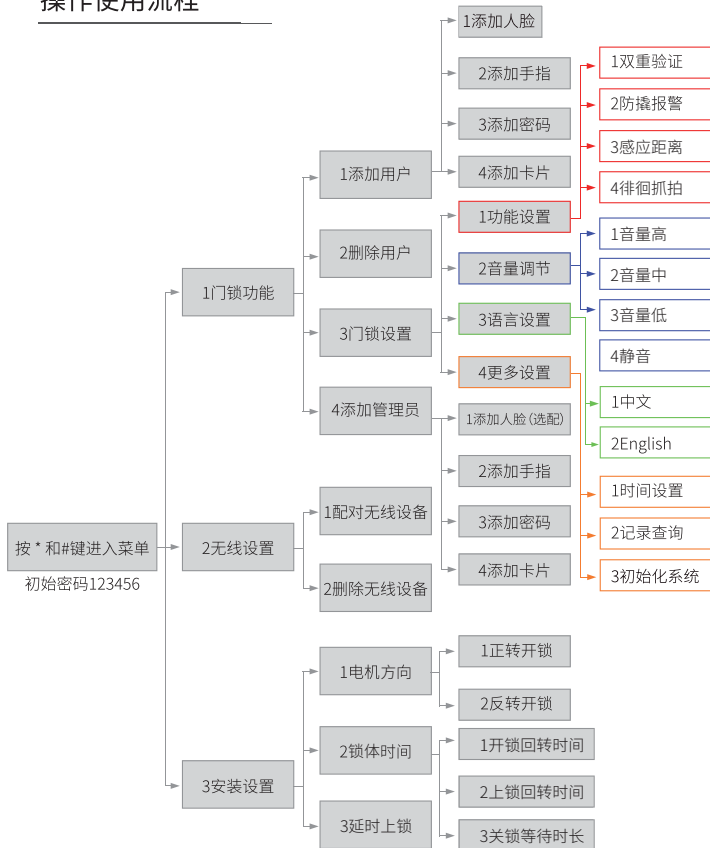 操作使用流程
按 * 和#键进入菜单
初始密码123456
1门锁功能
1添加用户
1添加人脸
2添加手指
3添加密码
4添加卡片
2删除用户
3门锁设置
1功能设置
1双重验证
2防撬报警
3感应距离
4徘徊抓拍
2音量调节
1音量高
2音量中
3音量低
4静音
3语言设置
1中文
2English
4更多设置
1时间设置
2记录查询
3初始化系统
4添加管理员
1添加人脸(选配)
2添加手指
3添加密码
4添加卡片
2无线设置
1配对无线设备
2删除无线设备
3安装设置
1电机方向
1正转开锁
2反转开锁
2锁体时间
1开锁回转时间
2上锁回转时间
3关锁等待时长
3延时上锁